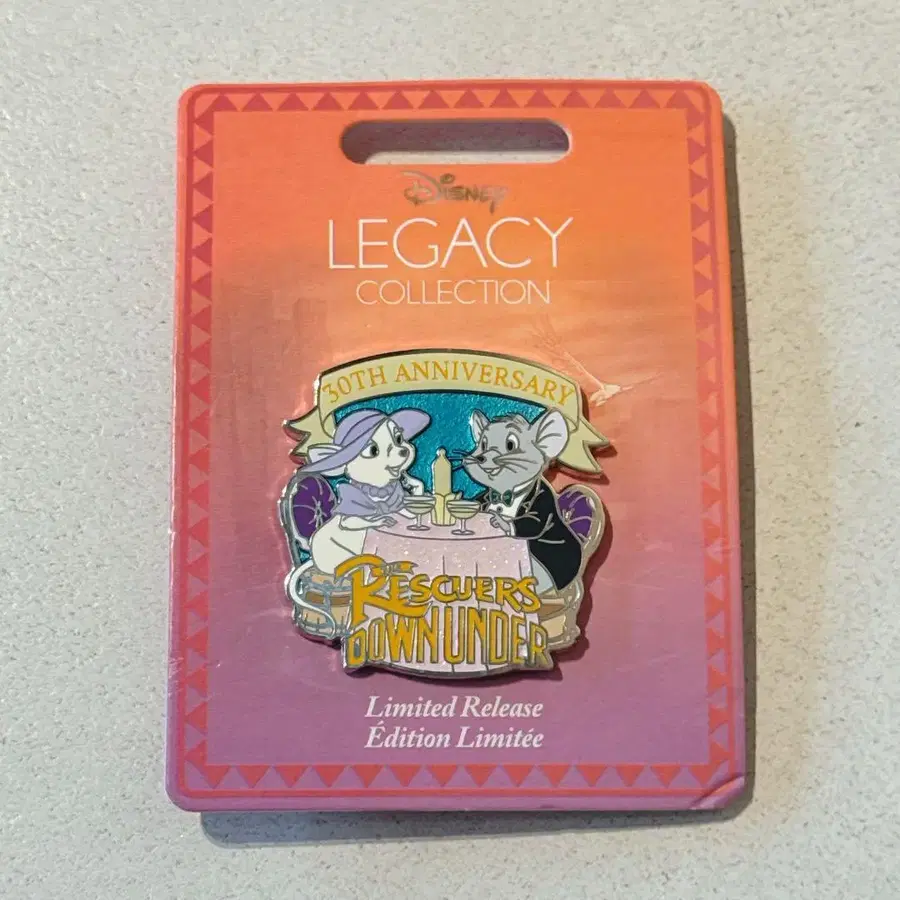 Disney
LEGACY
COLLECTION
30TH ANNIVERSARY
THE
RESCUERS
DOWN UNDER
Limited Release
Édition Limitée